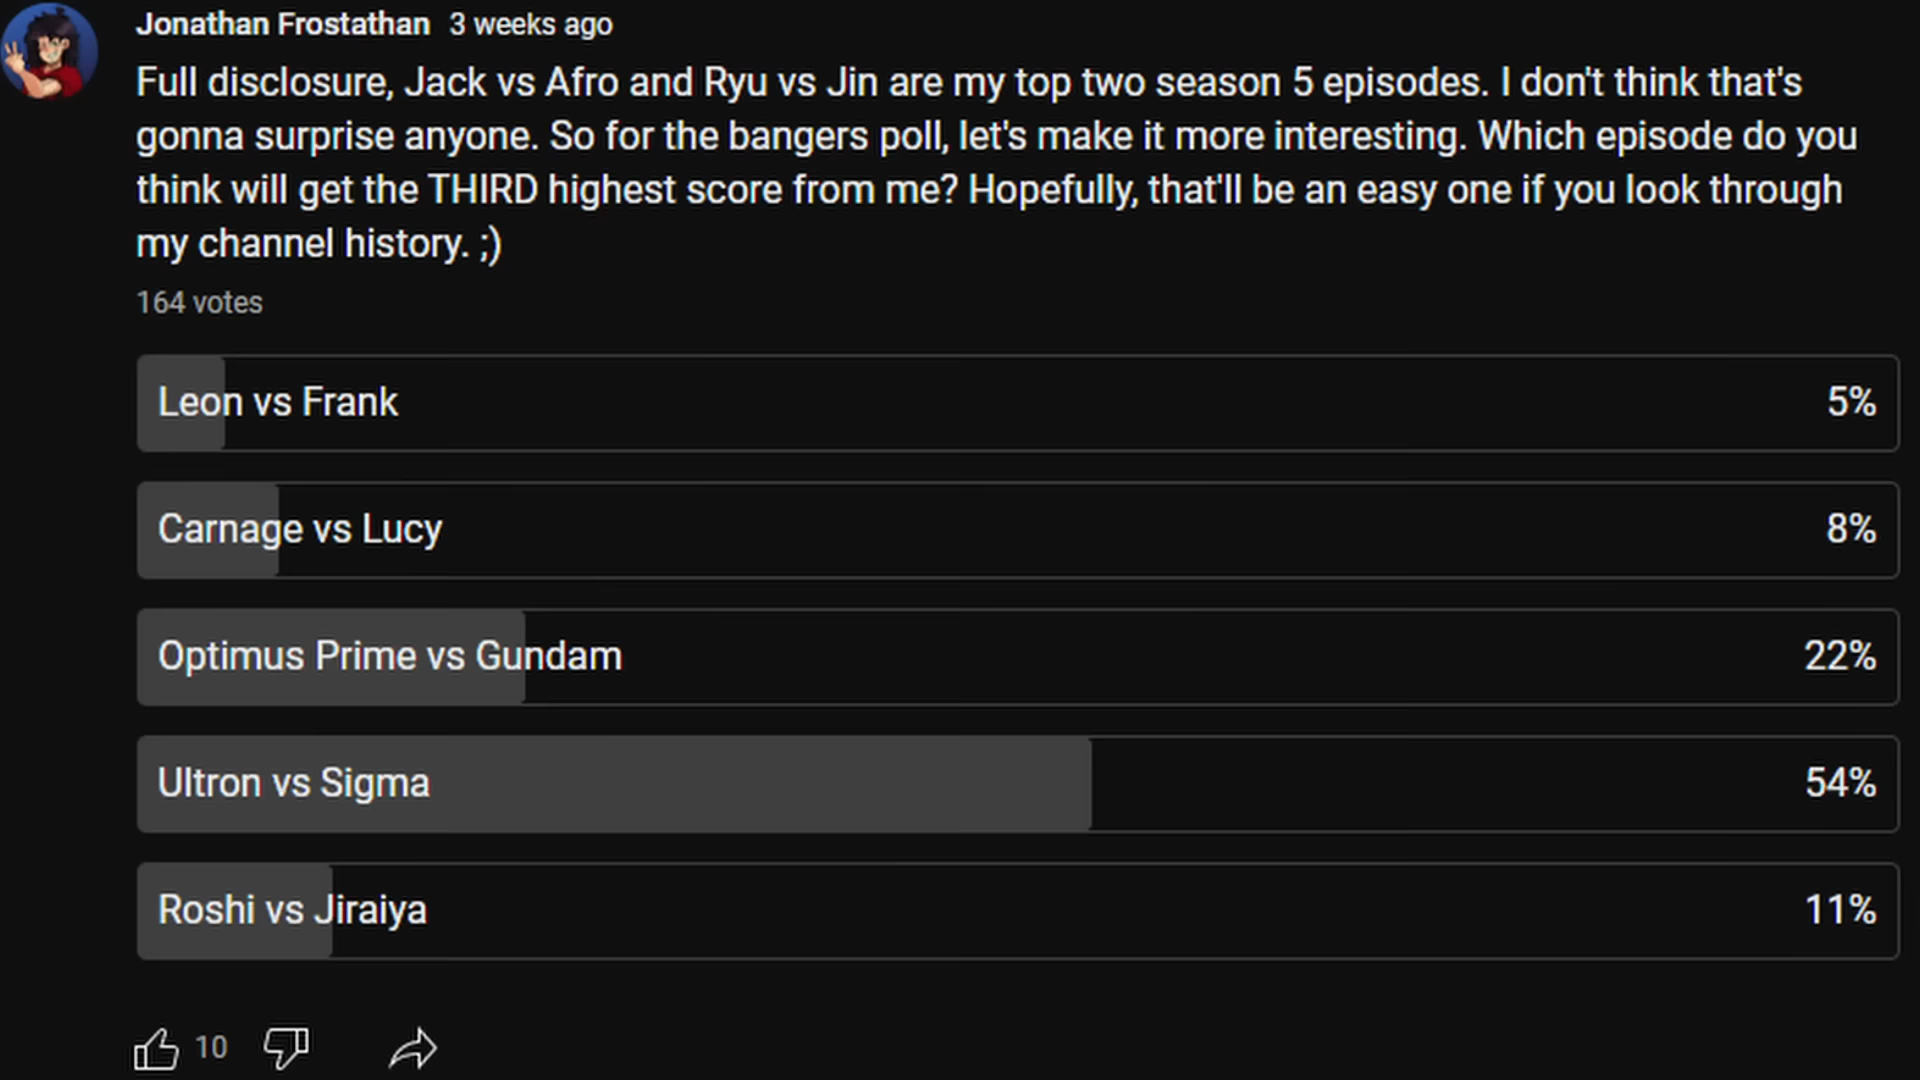 Jonathan Frostathan 3 weeks ago
Full disclosure, Jack vs Afro and Ryu vs Jin are my top two season 5 episodes. I don't think that's
gonna surprise anyone. So for the bangers poll, let's make it more interesting. Which episode do you
think will get the THIRD highest score from me? Hopefully, that'll be an easy one if you look through
my channel history. ;)
164 votes
Leon vs Frank 5%
Carnage vs Lucy 8%
Optimus Prime vs Gundam 22%
Ultron vs Sigma 54%
Roshi vs Jiraiya 11%
10